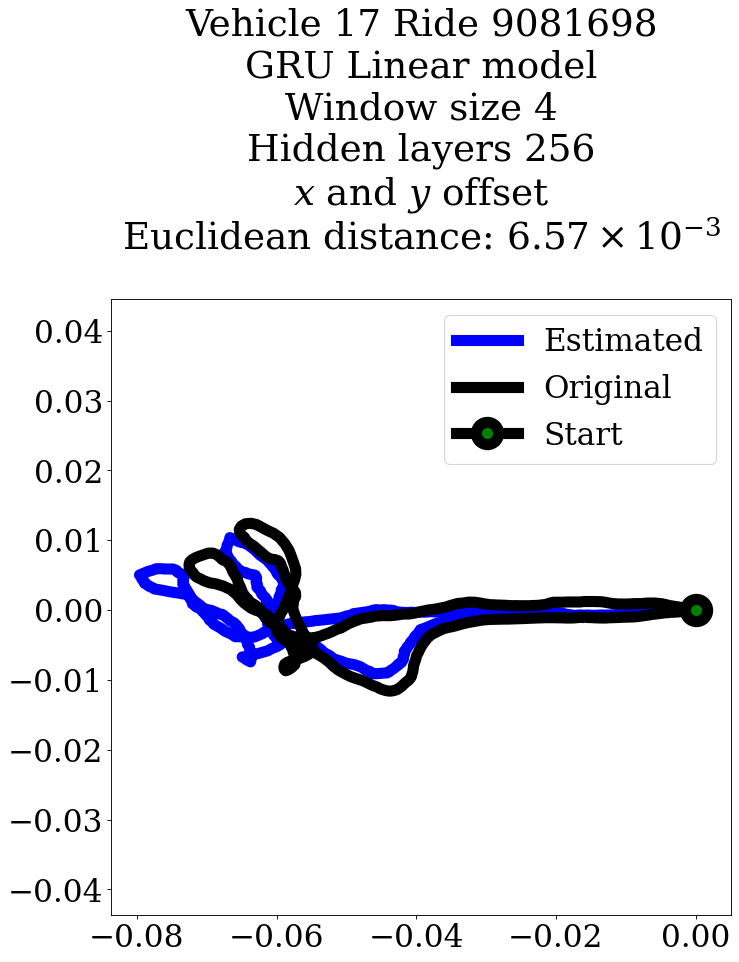 Vehicle 17 Ride 9081698
GRU Linear model
Window size 4
Hidden layers 256
x and y offset
Euclidean distance: 6.57 × 10⁻³
Estimated
Original
Start
0.04
0.03
0.02
0.01
0.00
−0.01
−0.02
−0.03
−0.04
−0.08 −0.06 −0.04 −0.02 0.00